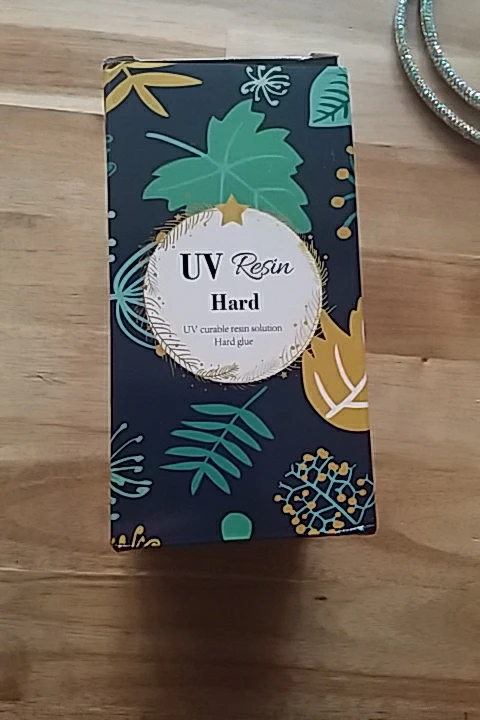 UV Resin
Hard
UV curable resin solution
Hard glue